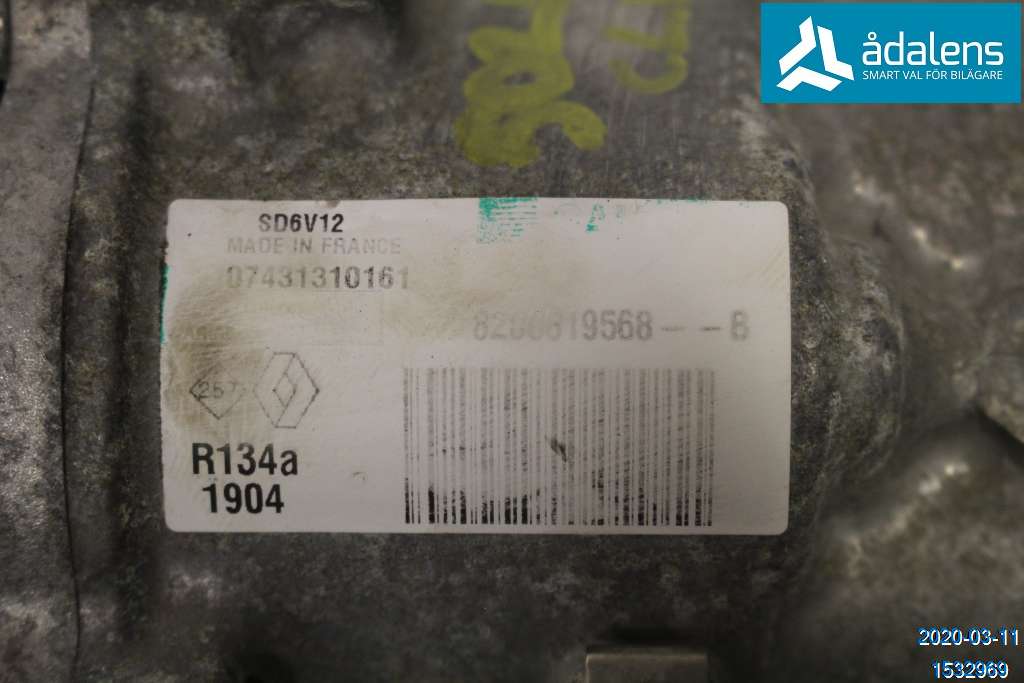 ådalens
SMART VAL FÖR BILÄGARE
SD6V12
MADE IN FRANCE
07431310161
8200819568--B
257
R134a
1904
2020-03-11
1532969